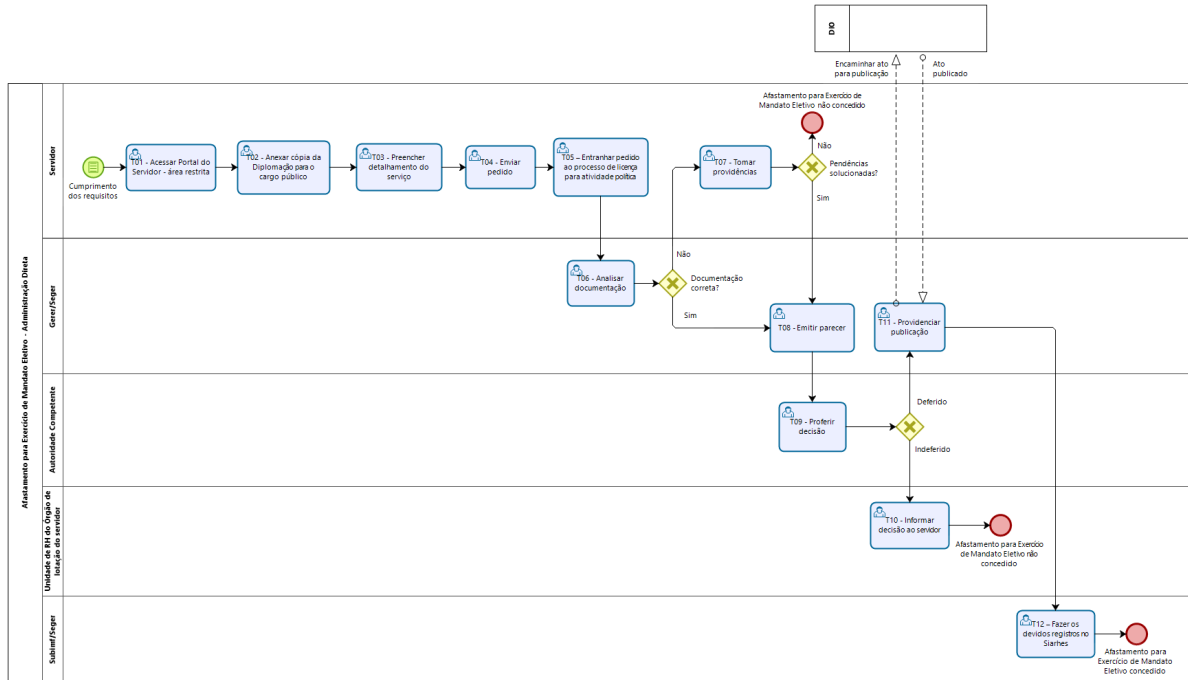 DIO
Encaminhar ato
para publicação
Ato
publicado
Afastamento para Exercício de Mandato Eletivo - Administração Direta
Servidor
Cumprimento
dos requisitos
T01 - Acessar Portal do
Servidor - área restrita
T02 - Anexar cópia da
Diplomação para o
cargo público
T03 - Preencher
detalhamento do
serviço
T04 - Enviar
pedido
T05 – Entranhar pedido
ao processo de licença
para atividade política
T07 - Tomar
providências
Afastamento para Exercício de
Mandato Eletivo não concedido
Não
Pendências
solucionadas?
Sim
Gerer/Seger
T06 - Analisar
documentação
Não
Documentação
correta?
Sim
T08 - Emitir parecer
T11 - Providenciar
publicação
Autoridade Competente
T09 - Proferir
decisão
Deferido
Indeferido
Unidade de RH do Órgão de
lotação do servidor
T10 - Informar
decisão ao servidor
Afastamento para Exercício
de Mandato Eletivo não
concedido
Subimf/Seger
T12 – Fazer os
devidos registros no
Siarhes
Afastamento para
Exercício de Mandato
Eletivo concedido